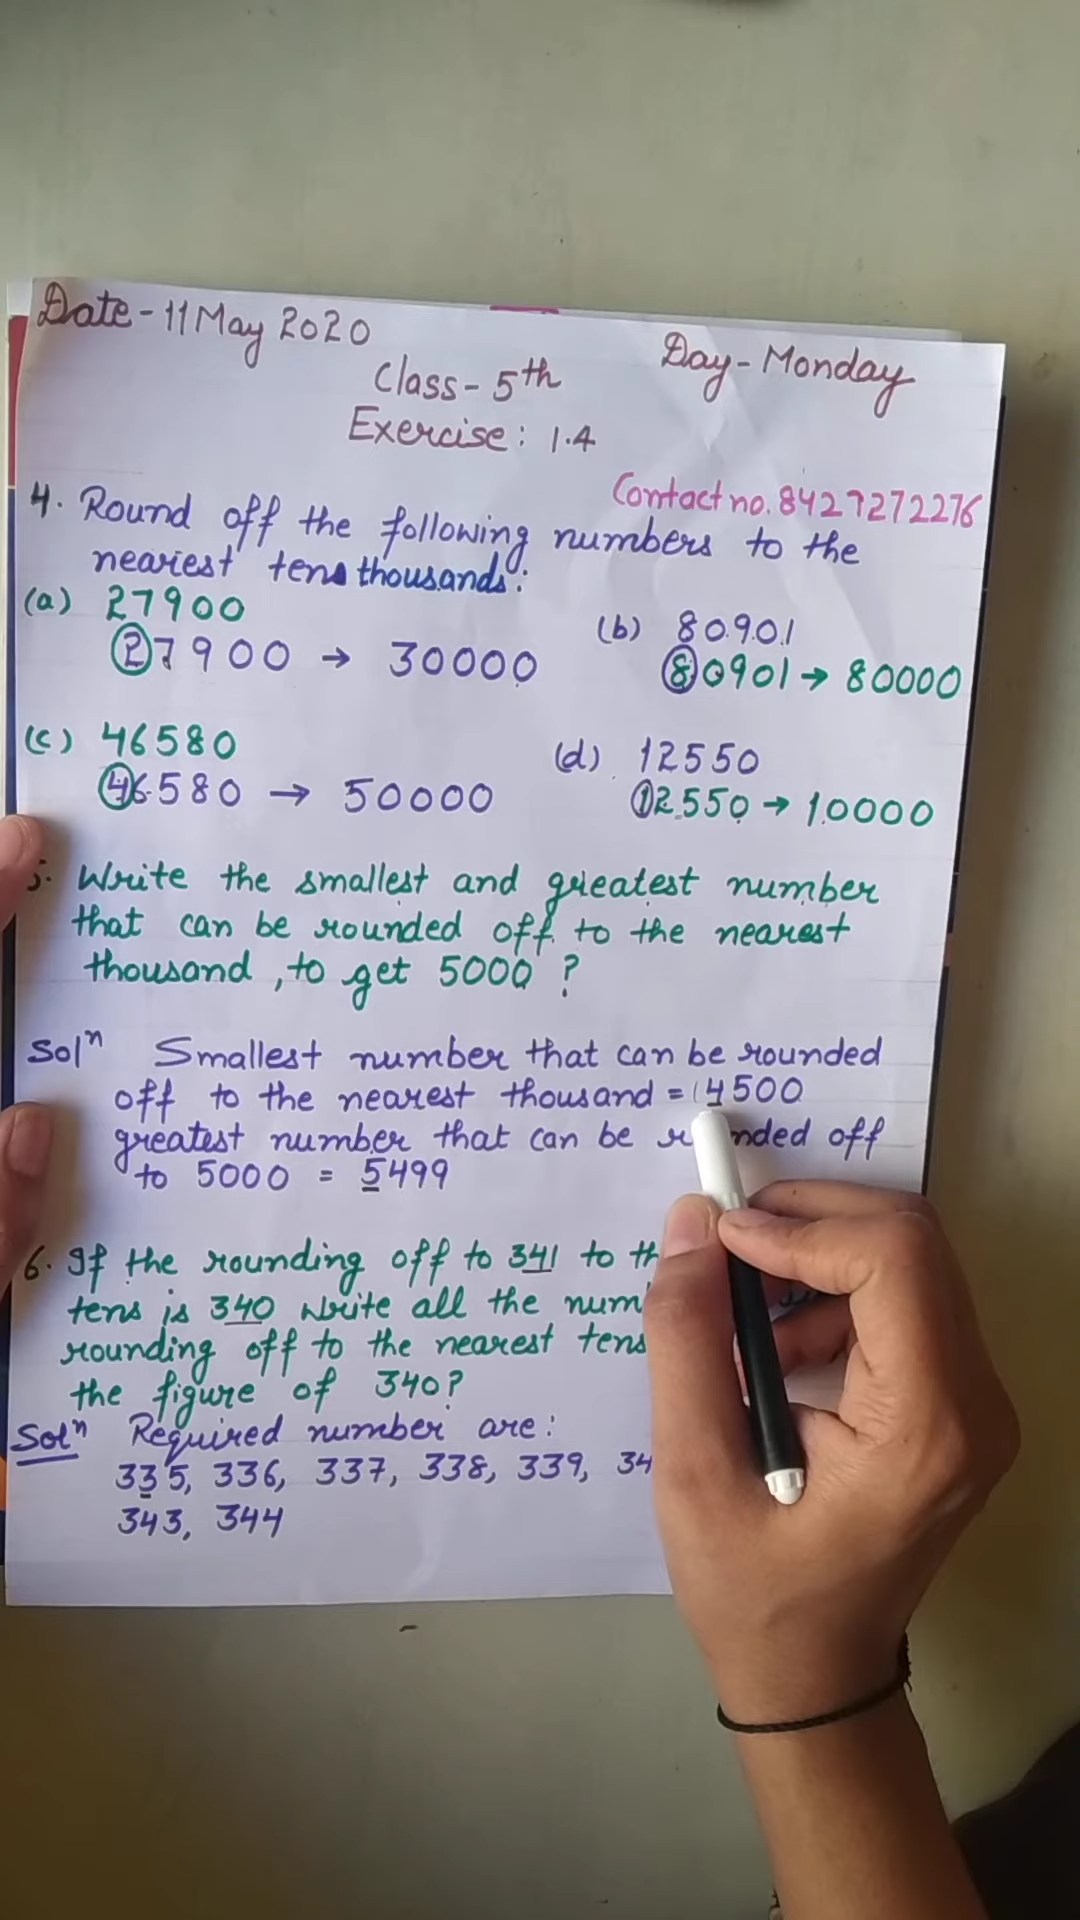 Date - 11 May 2020
Day - Monday
Class - 5th
Exercise: 1.4
Contact no. 8427272276
4. Round off the following numbers to the
nearest tens thousands:
(a) 27900
27900 → 30000
(b) 80901
80901 → 80000
(c) 46580
46580 → 50000
(d) 12550
12550 → 10000
5. Write the smallest and greatest number
that can be rounded off to the nearest
thousand, to get 5000 ?
Solⁿ Smallest number that can be rounded
off to the nearest thousand = 4500
greatest number that can be nded off
to 5000 = 5499
6. If the rounding off to 341 to
tens is 340 Write all the
rounding off to the nearest tens
the figure of 340?
Solⁿ Required number are:
335, 336, 337, 338, 339,
343, 344